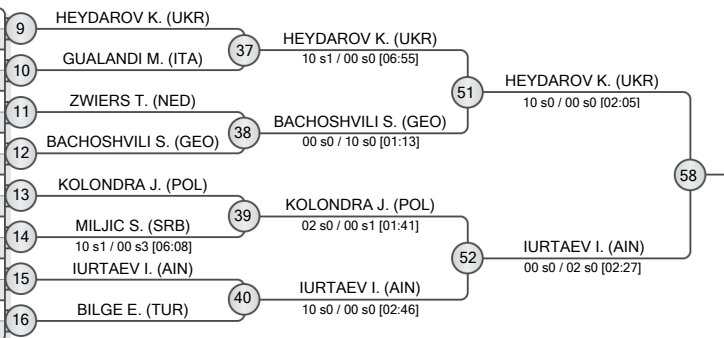 9
HEYDAROV K. (UKR)
10
GUALANDI M. (ITA)
37
HEYDAROV K. (UKR)
10 s1 / 00 s0 [06:55]
11
ZWIERS T. (NED)
12
BACHOSHVILI S. (GEO)
38
BACHOSHVILI S. (GEO)
00 s0 / 10 s0 [01:13]
51
HEYDAROV K. (UKR)
10 s0 / 00 s0 [02:05]
13
KOLONDRA J. (POL)
14
MILJIC S. (SRB)
10 s1 / 00 s3 [06:08]
39
KOLONDRA J. (POL)
02 s0 / 00 s1 [01:41]
15
IURTAEV I. (AIN)
16
BILGE E. (TUR)
40
IURTAEV I. (AIN)
10 s0 / 00 s0 [02:46]
52
IURTAEV I. (AIN)
00 s0 / 02 s0 [02:27]
58